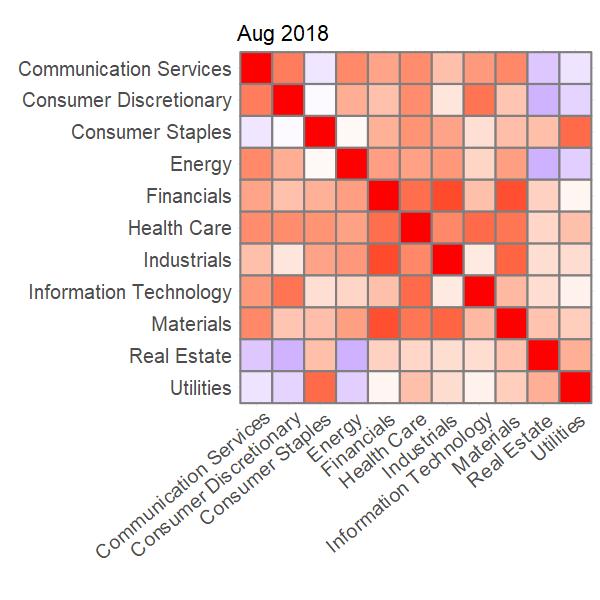 Aug 2018
Communication Services
Consumer Discretionary
Consumer Staples
Energy
Financials
Health Care
Industrials
Information Technology
Materials
Real Estate
Utilities
Communication Services
Consumer Discretionary
Consumer Staples
Energy
Financials
Health Care
Industrials
Information Technology
Materials
Real Estate
Utilities